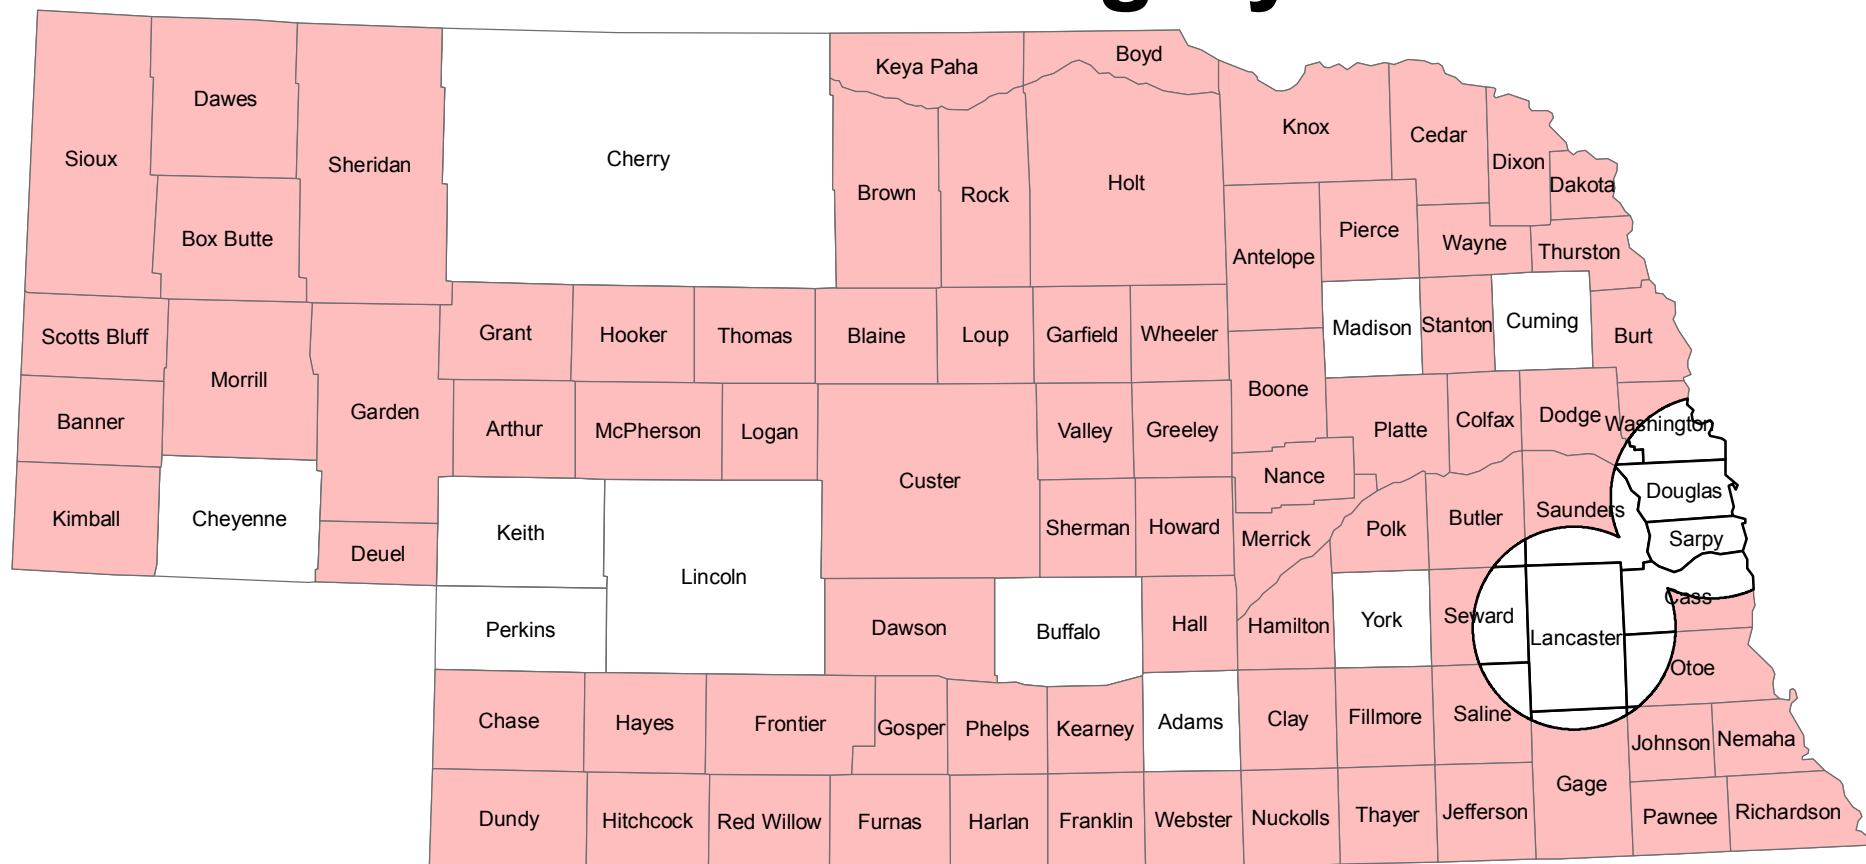 Boyd
Keya Paha
Dawes
Knox
Cedar
Sioux
Cherry
Sheridan
Dixon
Holt
Dakota
Brown
Rock
Box Butte
Pierce
Wayne
Antelope
Thurston
Scotts Bluff
Grant
Hooker
Thomas
Blaine
Loup
Garfield
Wheeler
Madison
Stanton
Cuming
Burt
Morrill
Boone
Garden
Banner
Arthur
McPherson
Logan
Valley
Greeley
Platte
Colfax
Dodge
Washington
Custer
Nance
Douglas
Kimball
Cheyenne
Keith
Sherman
Howard
Merrick
Polk
Butler
Saunders
Sarpy
Deuel
Lincoln
Cass
Perkins
Dawson
Buffalo
Hall
Hamilton
York
Seward
Lancaster
Otoe
Chase
Hayes
Frontier
Gosper
Phelps
Kearney
Adams
Clay
Fillmore
Saline
Johnson
Nemaha
Gage
Dundy
Hitchcock
Red Willow
Furnas
Harlan
Franklin
Webster
Nuckolls
Thayer
Jefferson
Pawnee
Richardson